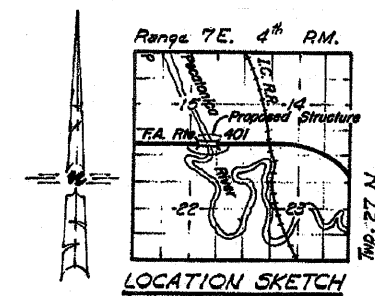 Range 7E. 4th P.M.
Pecatonica
I.C. R.R.
15
14
Proposed Structure
F.A. Rte. 401
River
22
23
Twp. 27 N
LOCATION SKETCH